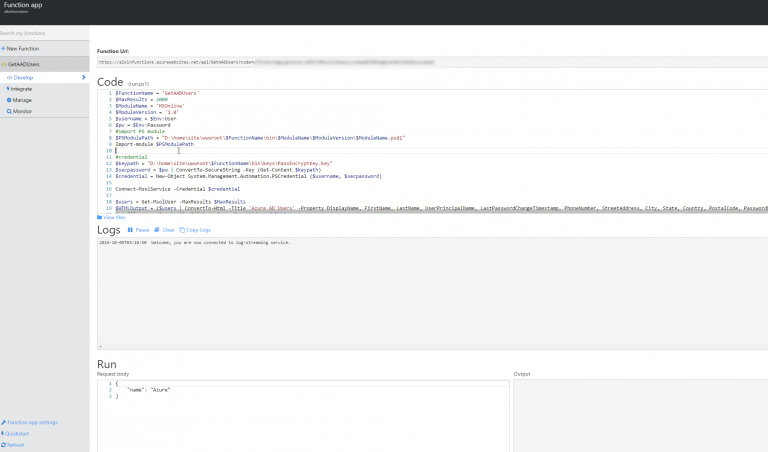 Function app
alkinfunctions
Search my functions
+ New Function
GetAADUsers
<> Develop
Integrate
Manage
Monitor
Function app settings
Quickstart
Refresh
Function Url:
https://alkinfunctions.azurewebsites.net/api/GetAADUsers?code=
Code (run.ps1)
1 $FunctionName = 'GetAADUsers'
2 $MaxResults = 2000
3 $ModuleName = 'MSOnline'
4 $ModuleVersion = '1.0'
5 $username = $Env:User
6 $pw = $Env:Password
7 #import PS module
8 $PSModulePath = "D:\home\site\wwwroot\$FunctionName\bin\$ModuleName\$ModuleVersion\$ModuleName.psd1"
9 Import-module $PSModulePath
10
11 #credential
12 $keypath = "D:\home\site\wwwroot\$FunctionName\bin\Keys\PassEncryptKey.key"
13 $secpassword = $pw | ConvertTo-SecureString -Key (Get-Content $keypath)
14 $credential = New-Object System.Management.Automation.PSCredential ($username, $secpassword)
15
16 Connect-MsolService -Credential $credential
17
18 $users = Get-MsolUser -MaxResults $MaxResults
19 $HTMLOutput = ($users | ConvertTo-Html -Title 'Azure AD Users' -Property DisplayName, FirstName, LastName, UserPrincipalName, LastPasswordChangeTimestamp, PhoneNumber, StreetAddress, City, State, Country, PostalCode, Password
View files
Logs Pause Clear Copy Logs
Welcome, you are now connected to log-streaming service.
Run
Request body
1 {
2 "name": "Azure"
3 }
Output